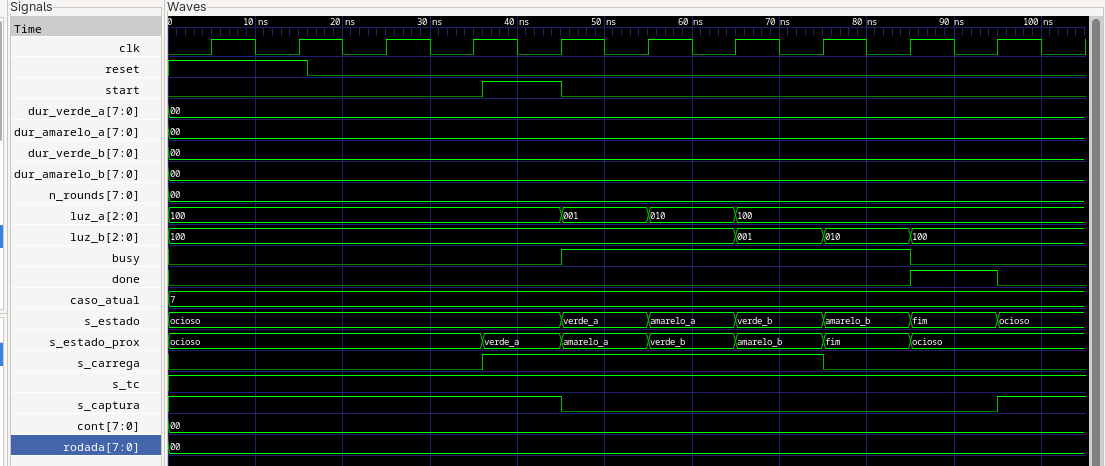 Signals
Waves
Time
0 10 ns 20 ns 30 ns 40 ns 50 ns 60 ns 70 ns 80 ns 90 ns 100 ns
clk
reset
start
dur_verde_a[7:0] 00
dur_amarelo_a[7:0] 00
dur_verde_b[7:0] 00
dur_amarelo_b[7:0] 00
n_rounds[7:0] 00
luz_a[2:0] 100 001 010 100
luz_b[2:0] 100 001 010 100
busy
done
caso_atual 7
s_estado ocioso verde_a amarelo_a verde_b amarelo_b fim ocioso
s_estado_prox ocioso verde_a amarelo_a verde_b amarelo_b fim ocioso
s_carrega
s_tc
s_captura
cont[7:0] 00
rodada[7:0] 00